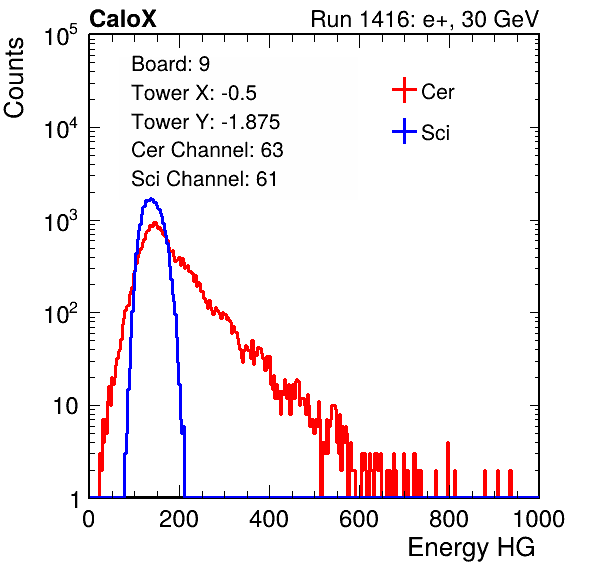 CaloX Run 1416: e+, 30 GeV
Counts
Board: 9
Tower X: -0.5
Tower Y: -1.875
Cer Channel: 63
Sci Channel: 61
Cer
Sci
10^5
10^4
10^3
10^2
10
1
0 200 400 600 800 1000
Energy HG